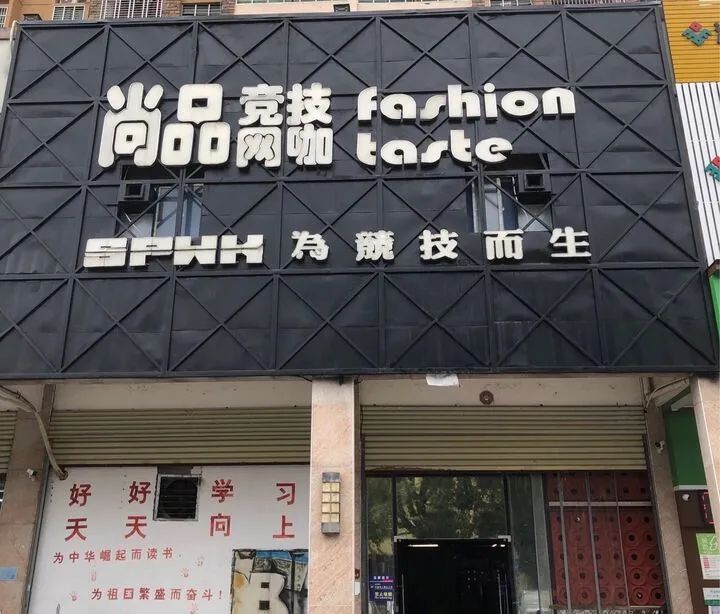 尚品 竞技 fashion
网咖 taste
SPWK 為競技而生
好好学习
天天向上
为中华崛起而读书
为祖国繁盛而奋斗!